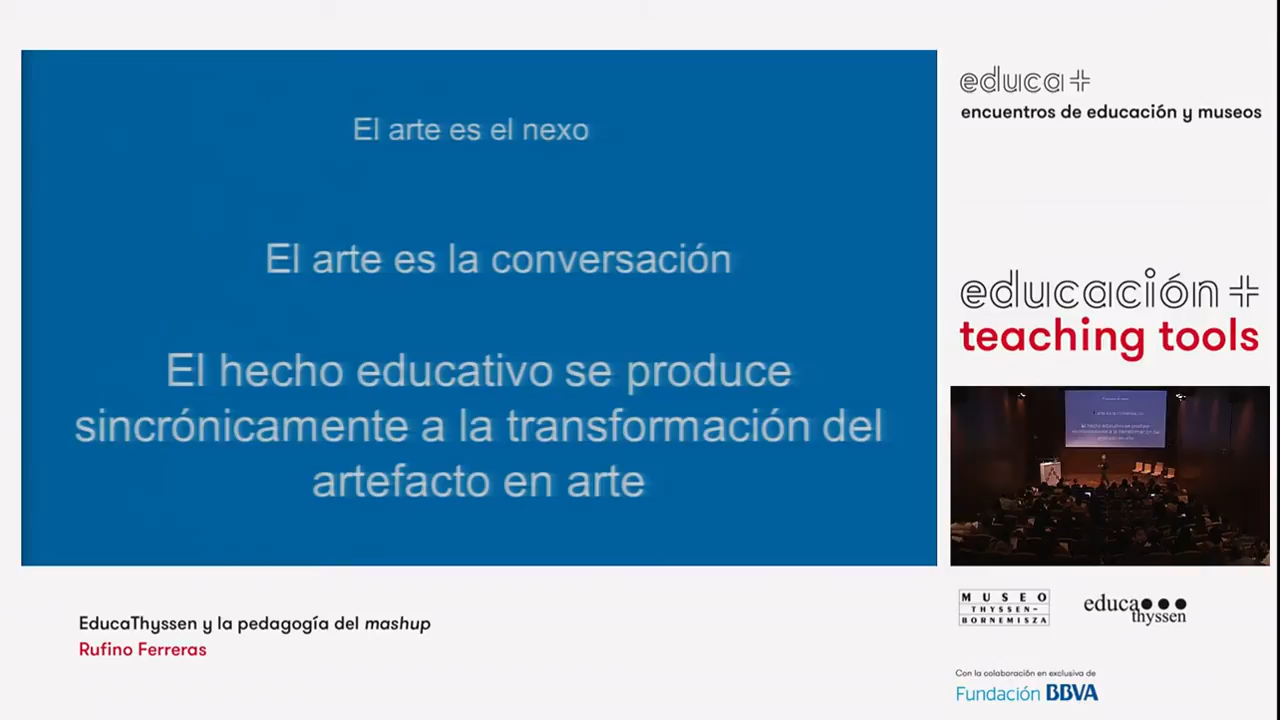 El arte es el nexo
El arte es la conversación
El hecho educativo se produce
sincrónicamente a la transformación del
artefacto en arte
EducaThyssen y la pedagogía del mashup
Rufino Ferreras
educa+
encuentros de educación y museos
educación+
teaching tools
MUSEO
THYSSEN-
BORNEMISZA
educa
thyssen
Con la colaboración en exclusiva de
Fundación BBVA